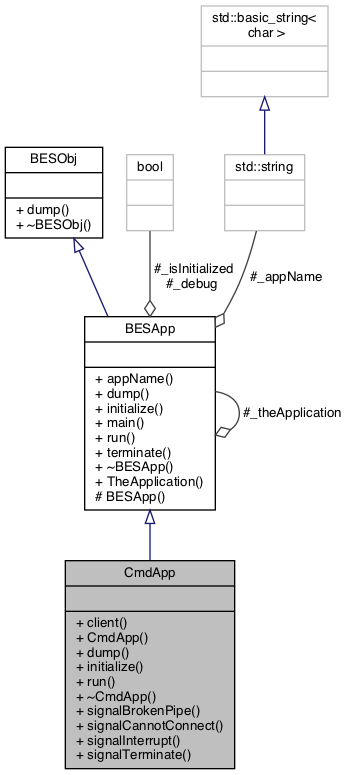 std::basic_string<
char >
BESObj
+ dump()
+ ~BESObj()
bool
std::string
#_isInitialized
#_debug
#_appName
BESApp
+ appName()
+ dump()
+ initialize()
+ main()
+ run()
+ terminate()
+ ~BESApp()
+ TheApplication()
# BESApp()
#_theApplication
CmdApp
+ client()
+ CmdApp()
+ dump()
+ initialize()
+ run()
+ ~CmdApp()
+ signalBrokenPipe()
+ signalCannotConnect()
+ signalInterrupt()
+ signalTerminate()